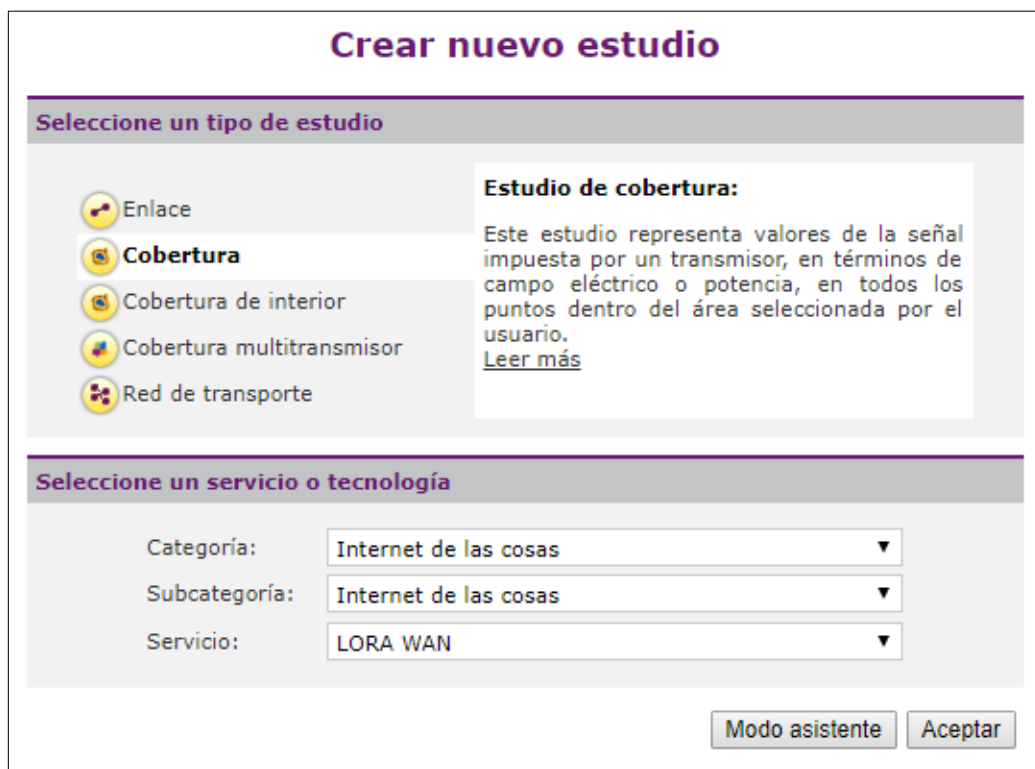 Crear nuevo estudio
Seleccione un tipo de estudio
Enlace
Cobertura
Cobertura de interior
Cobertura multitransmisor
Red de transporte
Estudio de cobertura:
Este estudio representa valores de la señal
impuesta por un transmisor, en términos de
campo eléctrico o potencia, en todos los
puntos dentro del área seleccionada por el
usuario.
Leer más
Seleccione un servicio o tecnología
Categoría: Internet de las cosas
Subcategoría: Internet de las cosas
Servicio: LORA WAN
Modo asistente Aceptar